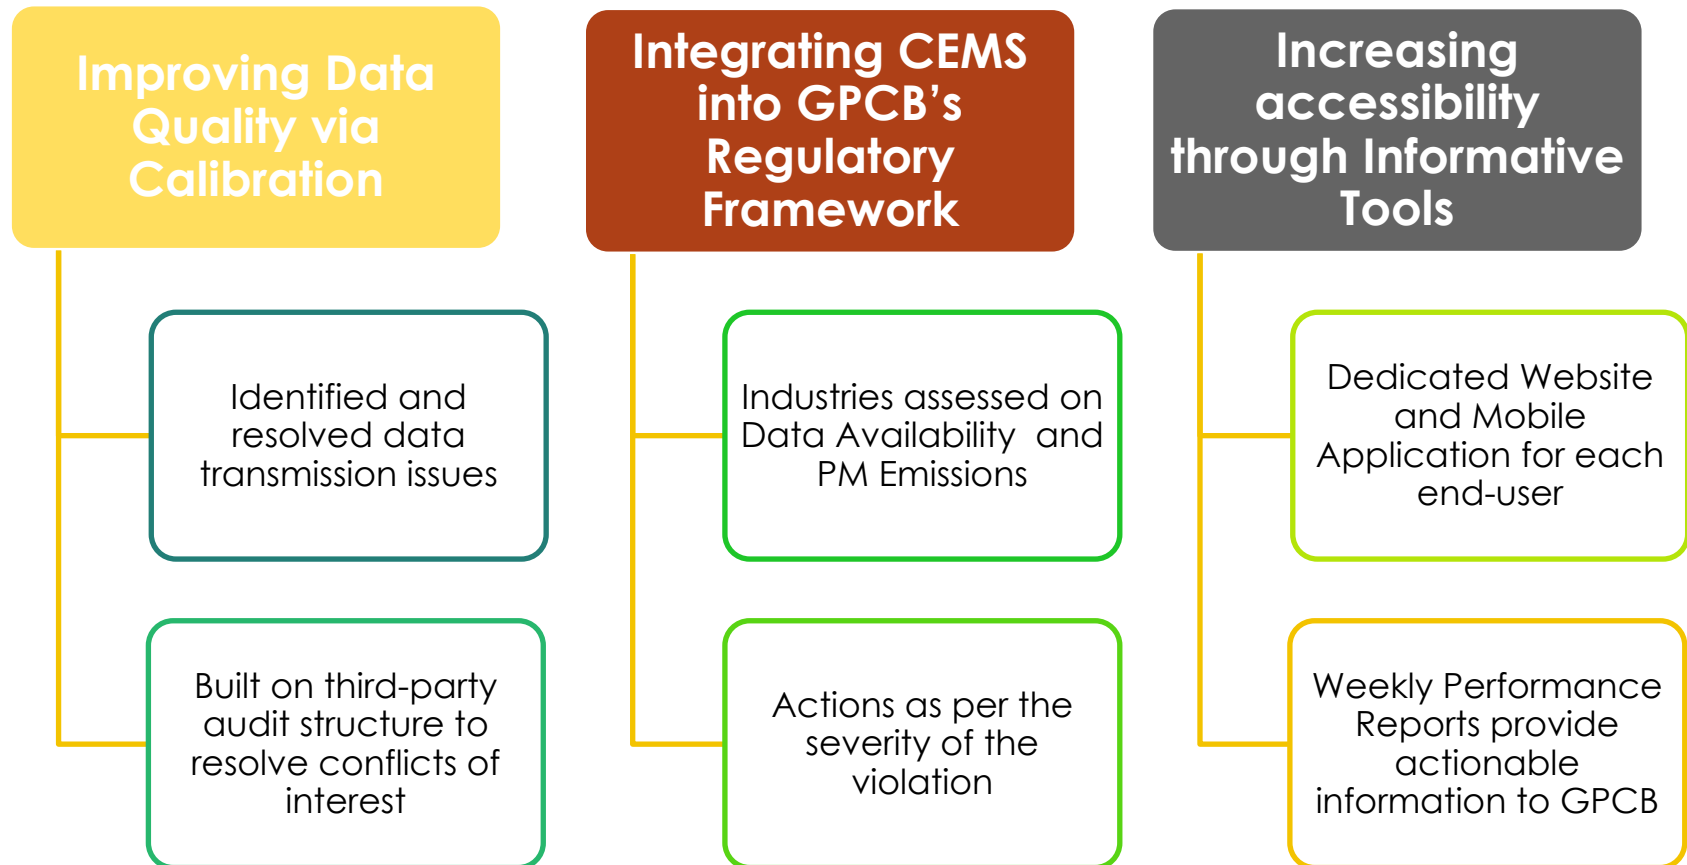 Improving Data
Quality via
Calibration
Identified and
resolved data
transmission issues
Built on third-party
audit structure to
resolve conflicts of
interest
Integrating CEMS
into GPCB’s
Regulatory
Framework
Industries assessed on
Data Availability and
PM Emissions
Actions as per the
severity of the
violation
Increasing
accessibility
through Informative
Tools
Dedicated Website
and Mobile
Application for each
end-user
Weekly Performance
Reports provide
actionable
information to GPCB